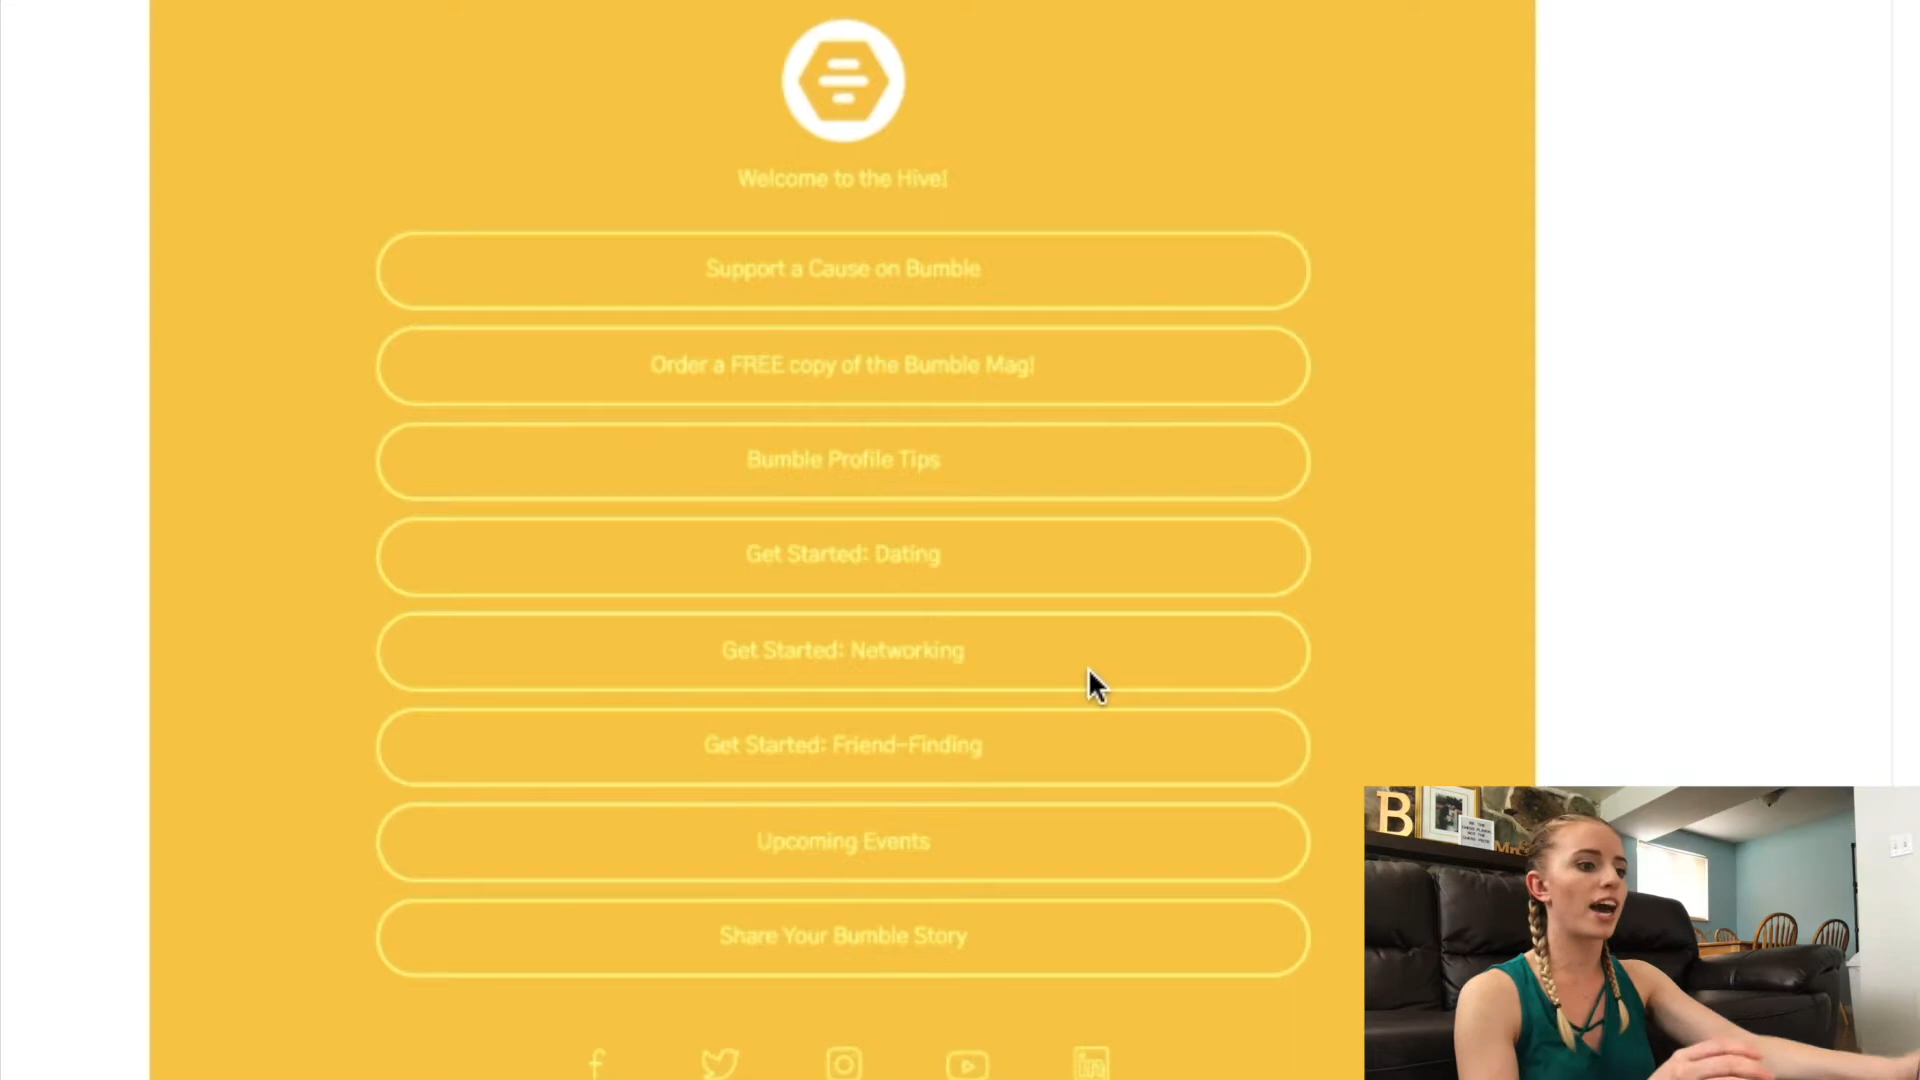 Welcome to the Hive!
Support a Cause on Bumble
Order a FREE copy of the Bumble Mag!
Bumble Profile Tips
Get Started: Dating
Get Started: Networking
Get Started: Friend-Finding
Upcoming Events
Share Your Bumble Story
B